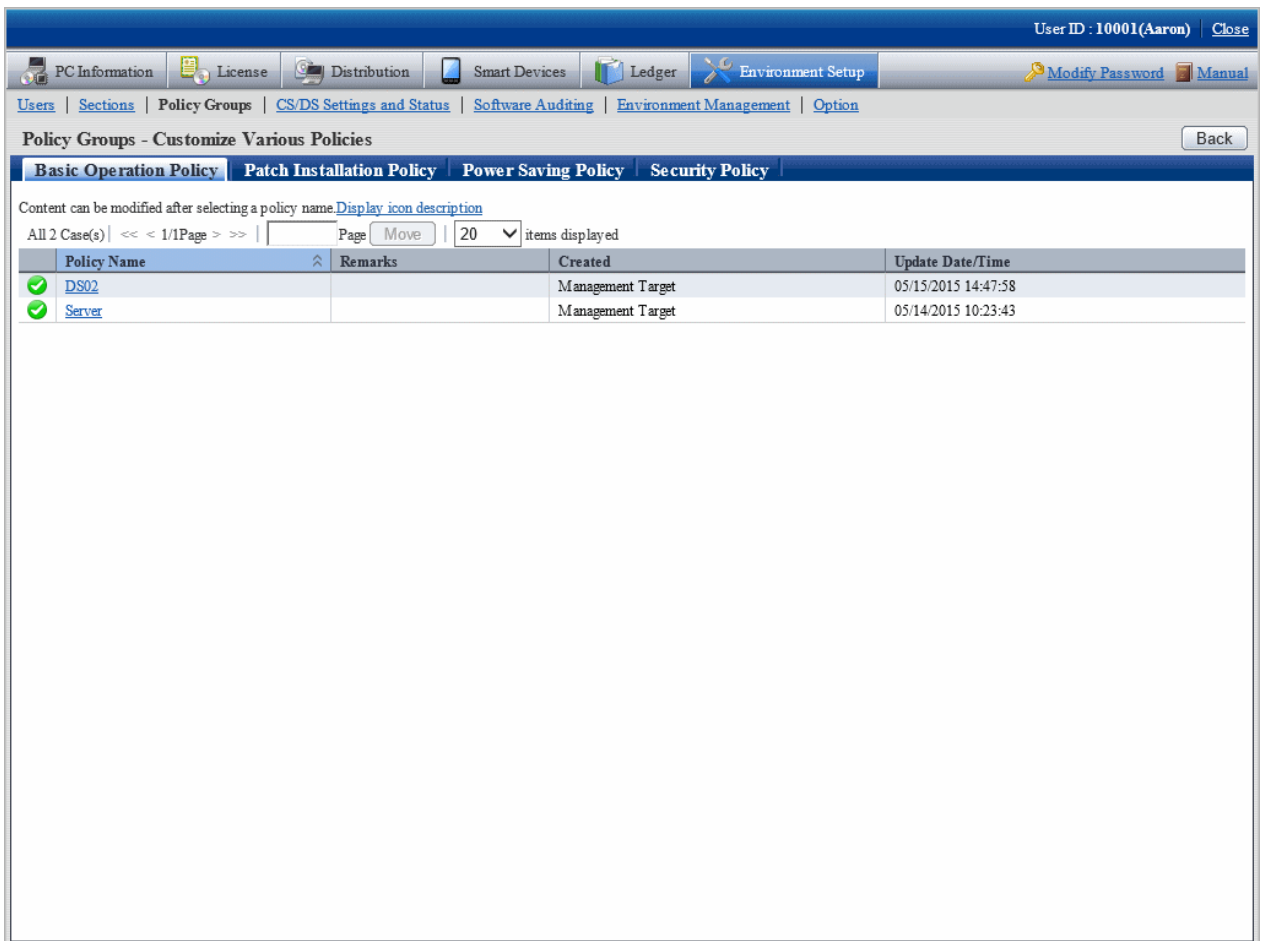 User ID : 10001(Aaron) Close
PC Information License Distribution Smart Devices Ledger Environment Setup Modify Password Manual
Users | Sections | Policy Groups | CS/DS Settings and Status | Software Auditing | Environment Management | Option
Policy Groups - Customize Various Policies Back
Basic Operation Policy Patch Installation Policy Power Saving Policy Security Policy
Content can be modified after selecting a policy name.Display icon description
All 2 Case(s)| << < 1/1Page > >> | Page Move | 20 items displayed
Policy Name Remarks Created Update Date/Time
DS02 Management Target 05/15/2015 14:47:58
Server Management Target 05/14/2015 10:23:43